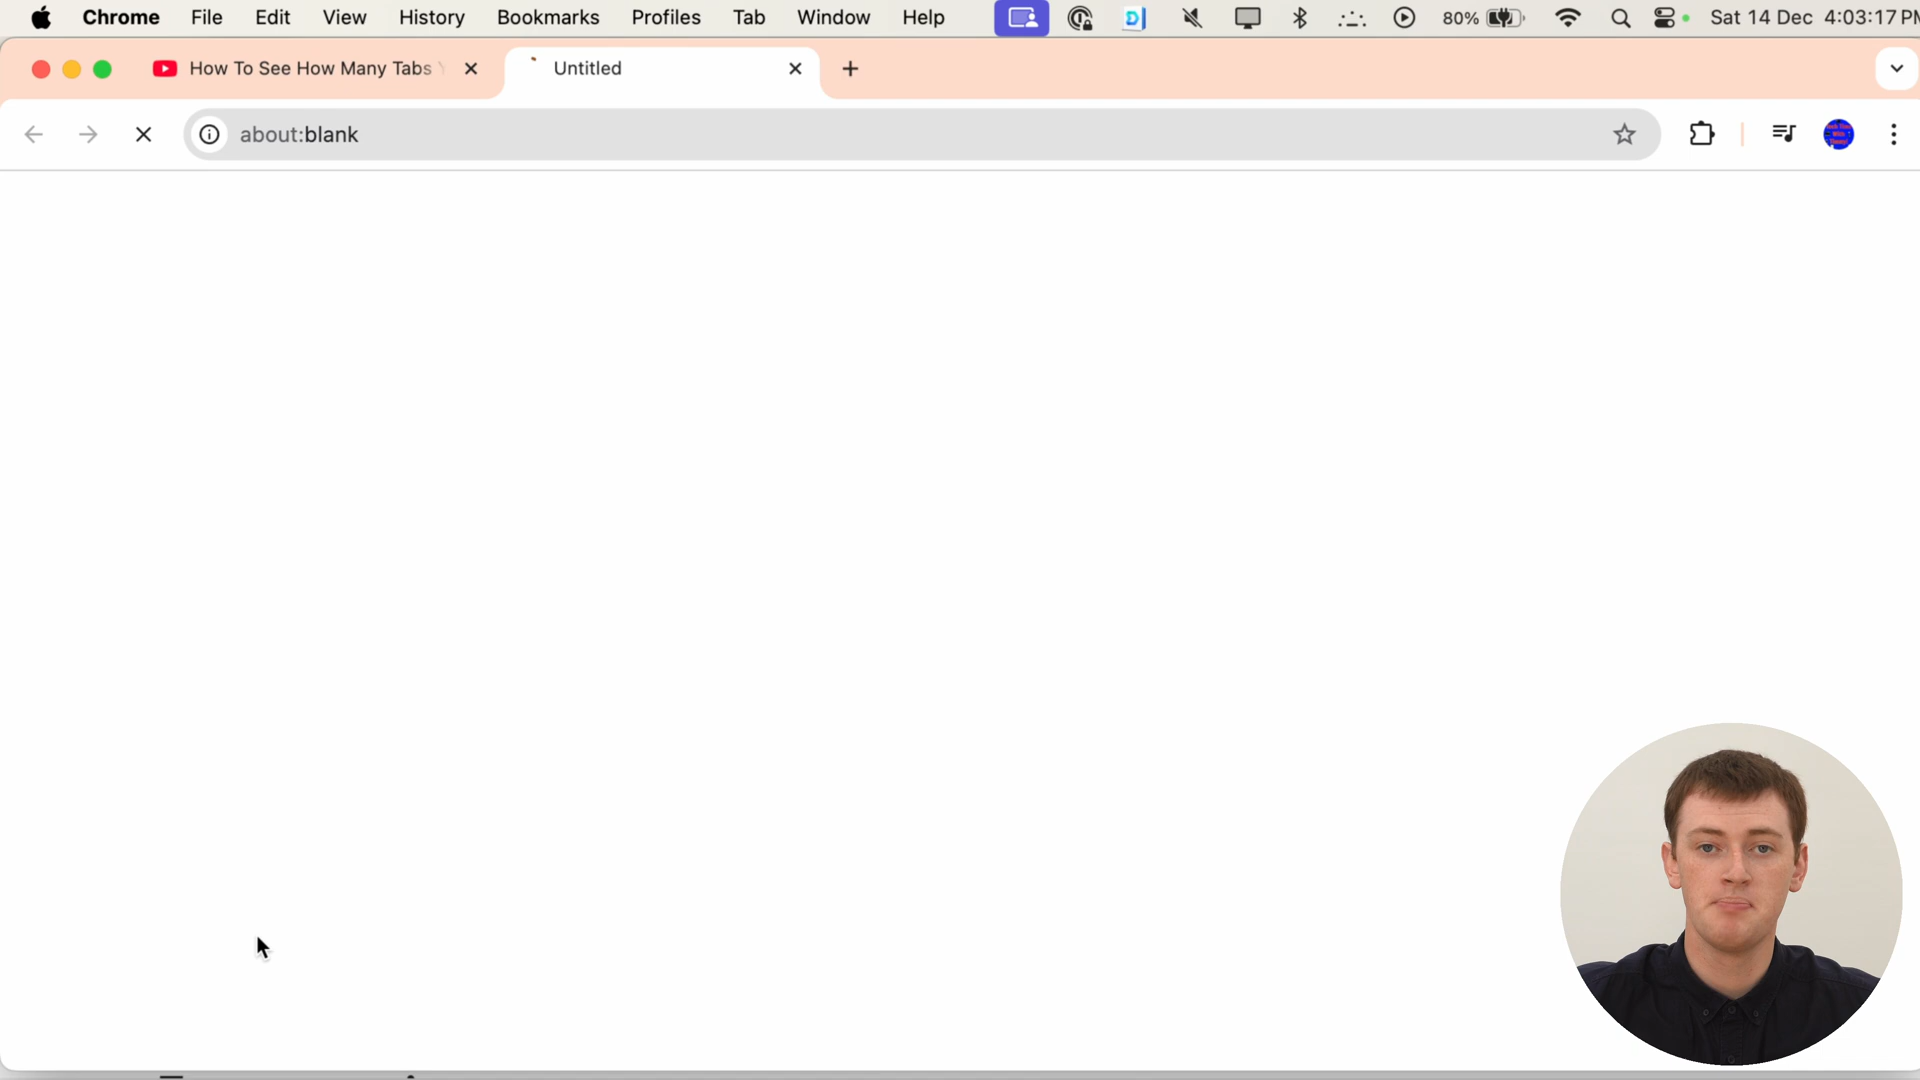 Chrome File Edit View History Bookmarks Profiles Tab Window Help 80% Sat 14 Dec 4:03:17 PM
How To See How Many Tabs
Untitled
about:blank